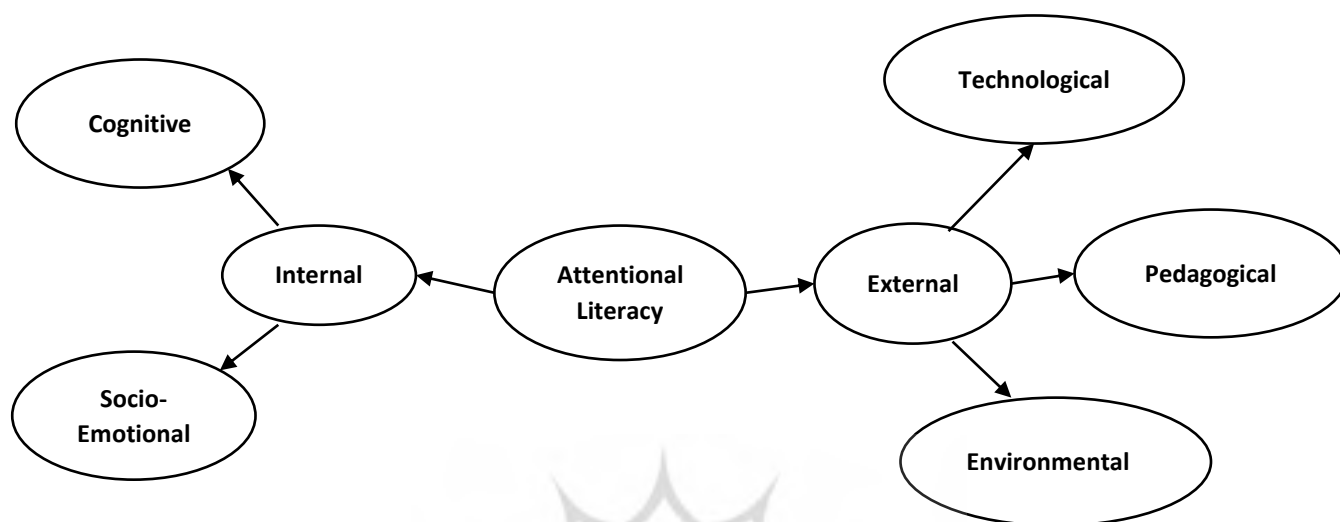 Technological
Cognitive
Internal
Attentional
Literacy
External
Pedagogical
Socio-
Emotional
Environmental